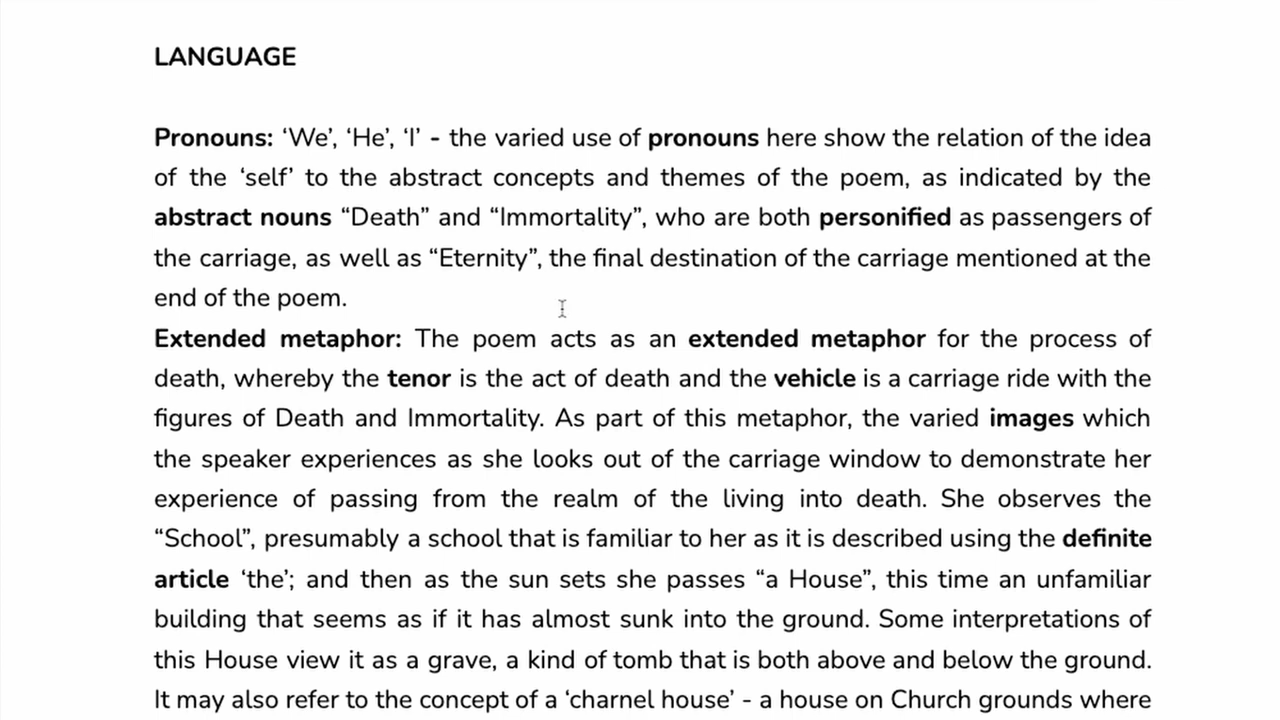 LANGUAGE
Pronouns: ‘We’, ‘He’, ‘I’ - the varied use of pronouns here show the relation of the idea
of the ‘self’ to the abstract concepts and themes of the poem, as indicated by the
abstract nouns “Death” and “Immortality”, who are both personified as passengers of
the carriage, as well as “Eternity”, the final destination of the carriage mentioned at the
end of the poem.
Extended metaphor: The poem acts as an extended metaphor for the process of
death, whereby the tenor is the act of death and the vehicle is a carriage ride with the
figures of Death and Immortality. As part of this metaphor, the varied images which
the speaker experiences as she looks out of the carriage window to demonstrate her
experience of passing from the realm of the living into death. She observes the
“School”, presumably a school that is familiar to her as it is described using the definite
article ‘the’; and then as the sun sets she passes “a House”, this time an unfamiliar
building that seems as if it has almost sunk into the ground. Some interpretations of
this House view it as a grave, a kind of tomb that is both above and below the ground.
It may also refer to the concept of a ‘charnel house’ - a house on Church grounds where